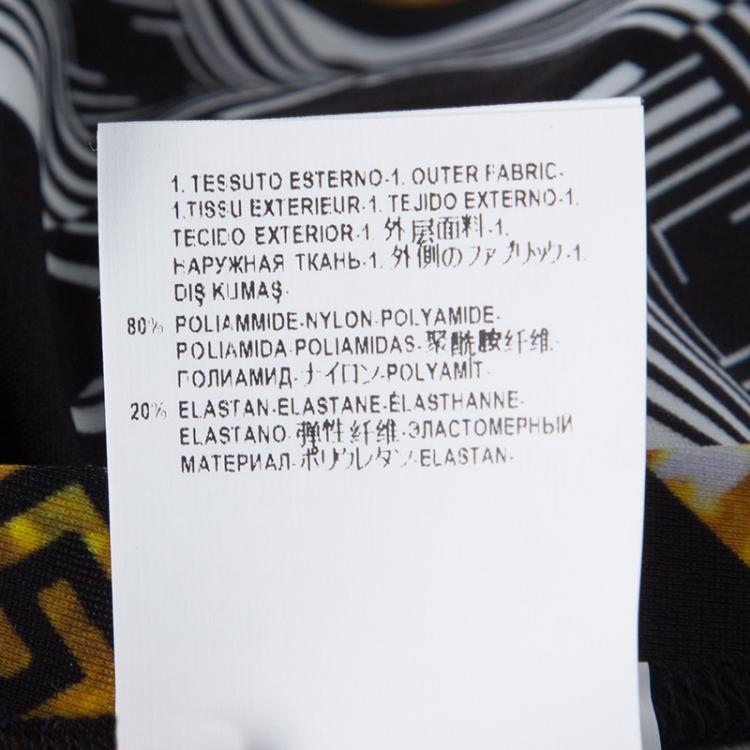 1. TESSUTO ESTERNO-1. OUTER FABRIC-
1.TISSU EXTERIEUR-1. TEJIDO EXTERNO-1.
TECIDO EXTERIOR-1. 外层面料-1.
НАРУЖНАЯ ТКАНЬ-1. 外側のファブリック-1.
DIŞ KUMAŞ-
80% POLIAMMIDE-NYLON-POLYAMIDE-
POLIAMIDA-POLIAMIDAS-聚酰胺纤维-
ПОЛИАМИД-ナイロン-POLYAMİT-
20% ELASTAN-ELASTANE-ÉLASTHANNE-
ELASTANO-弹性纤维-ЭЛАСТОМЕРНЫЙ
МАТЕРИАЛ-ポリウレタン-ELASTAN-